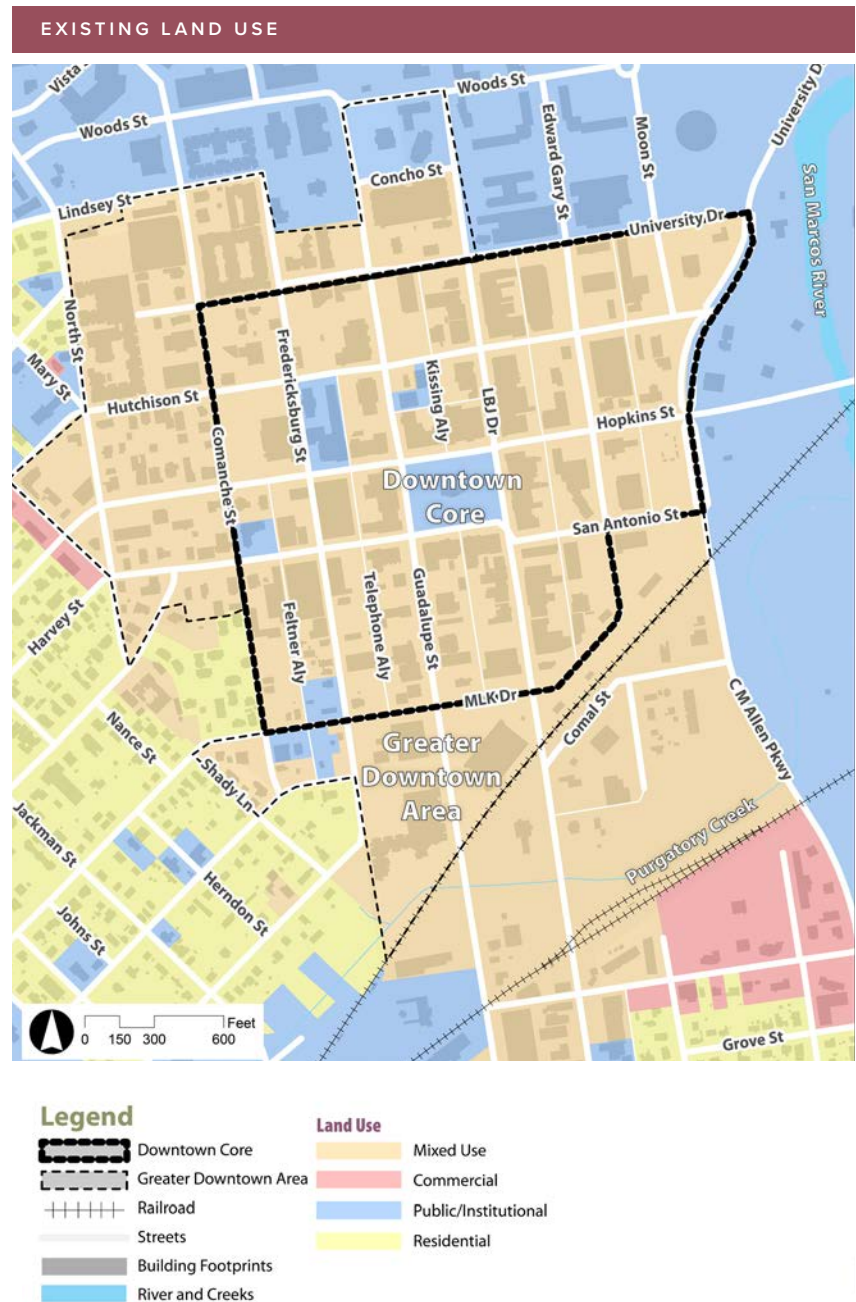 EXISTING LAND USE
Woods St
Woods St
University D
Vista
Edward Gary St
Moon St
Concho St
San Marcos River
Lindsey St
University Dr
North St
Mary St
Fredericksburg St
Kissing Aly
LBJ Dr
Hutchison St
Hopkins St
Comanche St
Downtown
Core
San Antonio St
Harvey St
Feltner Aly
Telephone Aly
Guadalupe St
MLK Dr
Comal St
C M Allen Pkwy
Nance St
Shady Ln
Greater
Downtown
Area
Jackman St
Purgatory Creek
Herndon St
Johns St
Grove St
Feet
0 150 300 600
Legend
Downtown Core
Greater Downtown Area
Railroad
Streets
Building Footprints
River and Creeks
Land Use
Mixed Use
Commercial
Public/Institutional
Residential